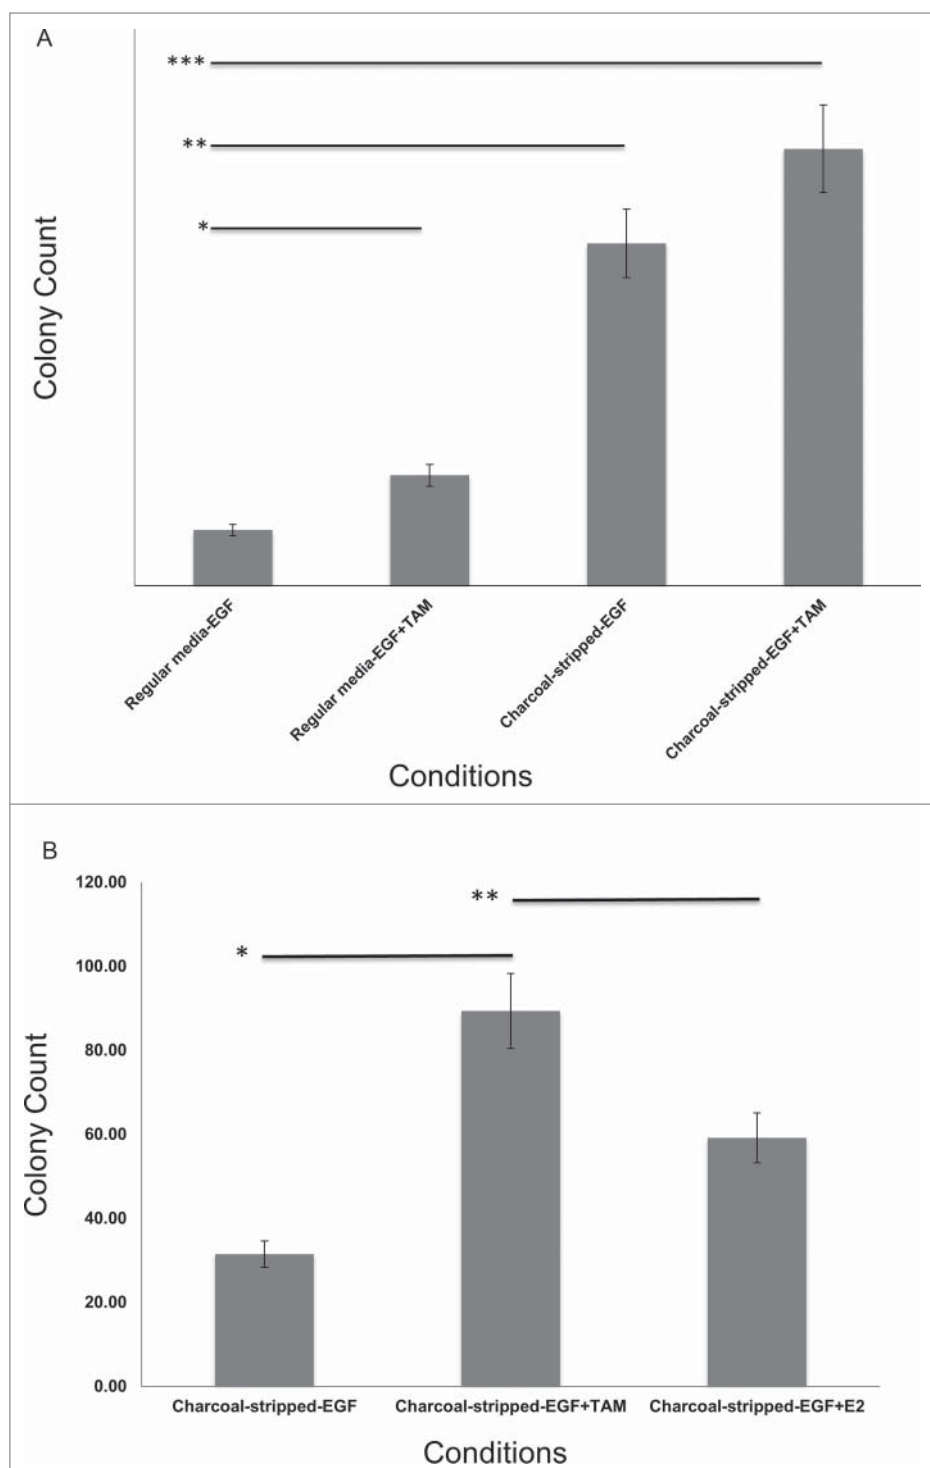 A
***
**
*
Colony Count
Regular media-EGF
Regular media-EGF+TAM
Charcoal-stripped-EGF
Charcoal-stripped-EGF+TAM
Conditions
B
120.00
**
*
100.00
80.00
60.00
40.00
20.00
0.00
Colony Count
Charcoal-stripped-EGF
Charcoal-stripped-EGF+TAM
Charcoal-stripped-EGF+E2
Conditions